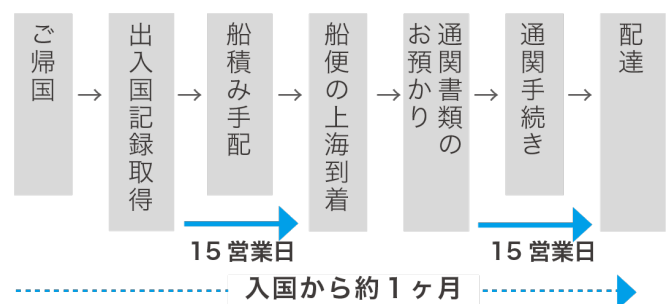 ご帰国
→
出入国記録取得
→
船積み手配
→
船便の上海到着
→
通関書類の
お預かり
→
通関手続き
→
配達
15営業日
15営業日
入国から約1ヶ月